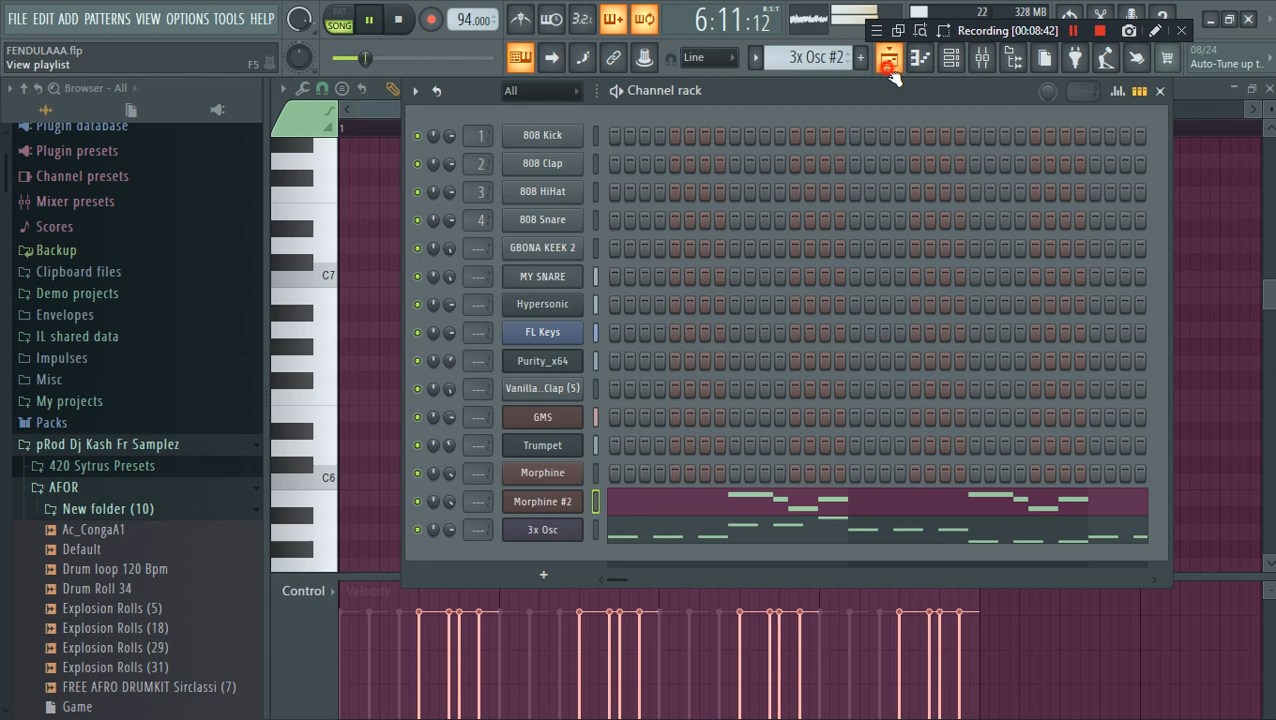 FILE EDIT ADD PATTERNS VIEW OPTIONS TOOLS HELP
PAT
SONG
94.000
3.2
6:11:12
22
328 MB
Recording [00:08:42]
FENDULAAA.flp
View playlist
F5
Line
3x Osc #2
08/24
Auto-Tune up t..
Browser - All
All
Channel rack
1
Plugin database
Plugin presets
Channel presets
Mixer presets
Scores
Backup
Clipboard files
Demo projects
Envelopes
IL shared data
Impulses
Misc
My projects
Packs
pRod Dj Kash Fr Samplez
420 Sytrus Presets
AFOR
New folder (10)
Ac_CongaA1
Default
Drum loop 120 Bpm
Drum Roll 34
Explosion Rolls (5)
Explosion Rolls (18)
Explosion Rolls (29)
Explosion Rolls (31)
FREE AFRO DRUMKIT Sirclassi (7)
Game
C7
C6
1 808 Kick
2 808 Clap
3 808 HiHat
4 808 Snare
--- GBONA KEEK 2
--- MY SNARE
--- Hypersonic
--- FL Keys
--- Purity_x64
--- Vanilla..Clap (5)
--- GMS
--- Trumpet
--- Morphine
--- Morphine #2
--- 3x Osc
+
Control
Velocity